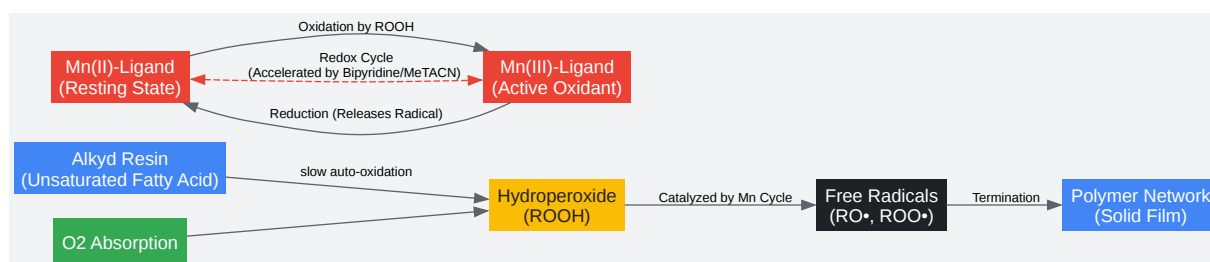 Oxidation by ROOH
Mn(II)-Ligand
(Resting State)
Redox Cycle
(Accelerated by Bipyridine/MeTACN)
Mn(III)-Ligand
(Active Oxidant)
Reduction (Releases Radical)
Alkyd Resin
(Unsaturated Fatty Acid)
slow auto-oxidation
Hydroperoxide
(ROOH)
Catalyzed by Mn Cycle
Free Radicals
(RO•, ROO•)
Termination
Polymer Network
(Solid Film)
O2 Absorption